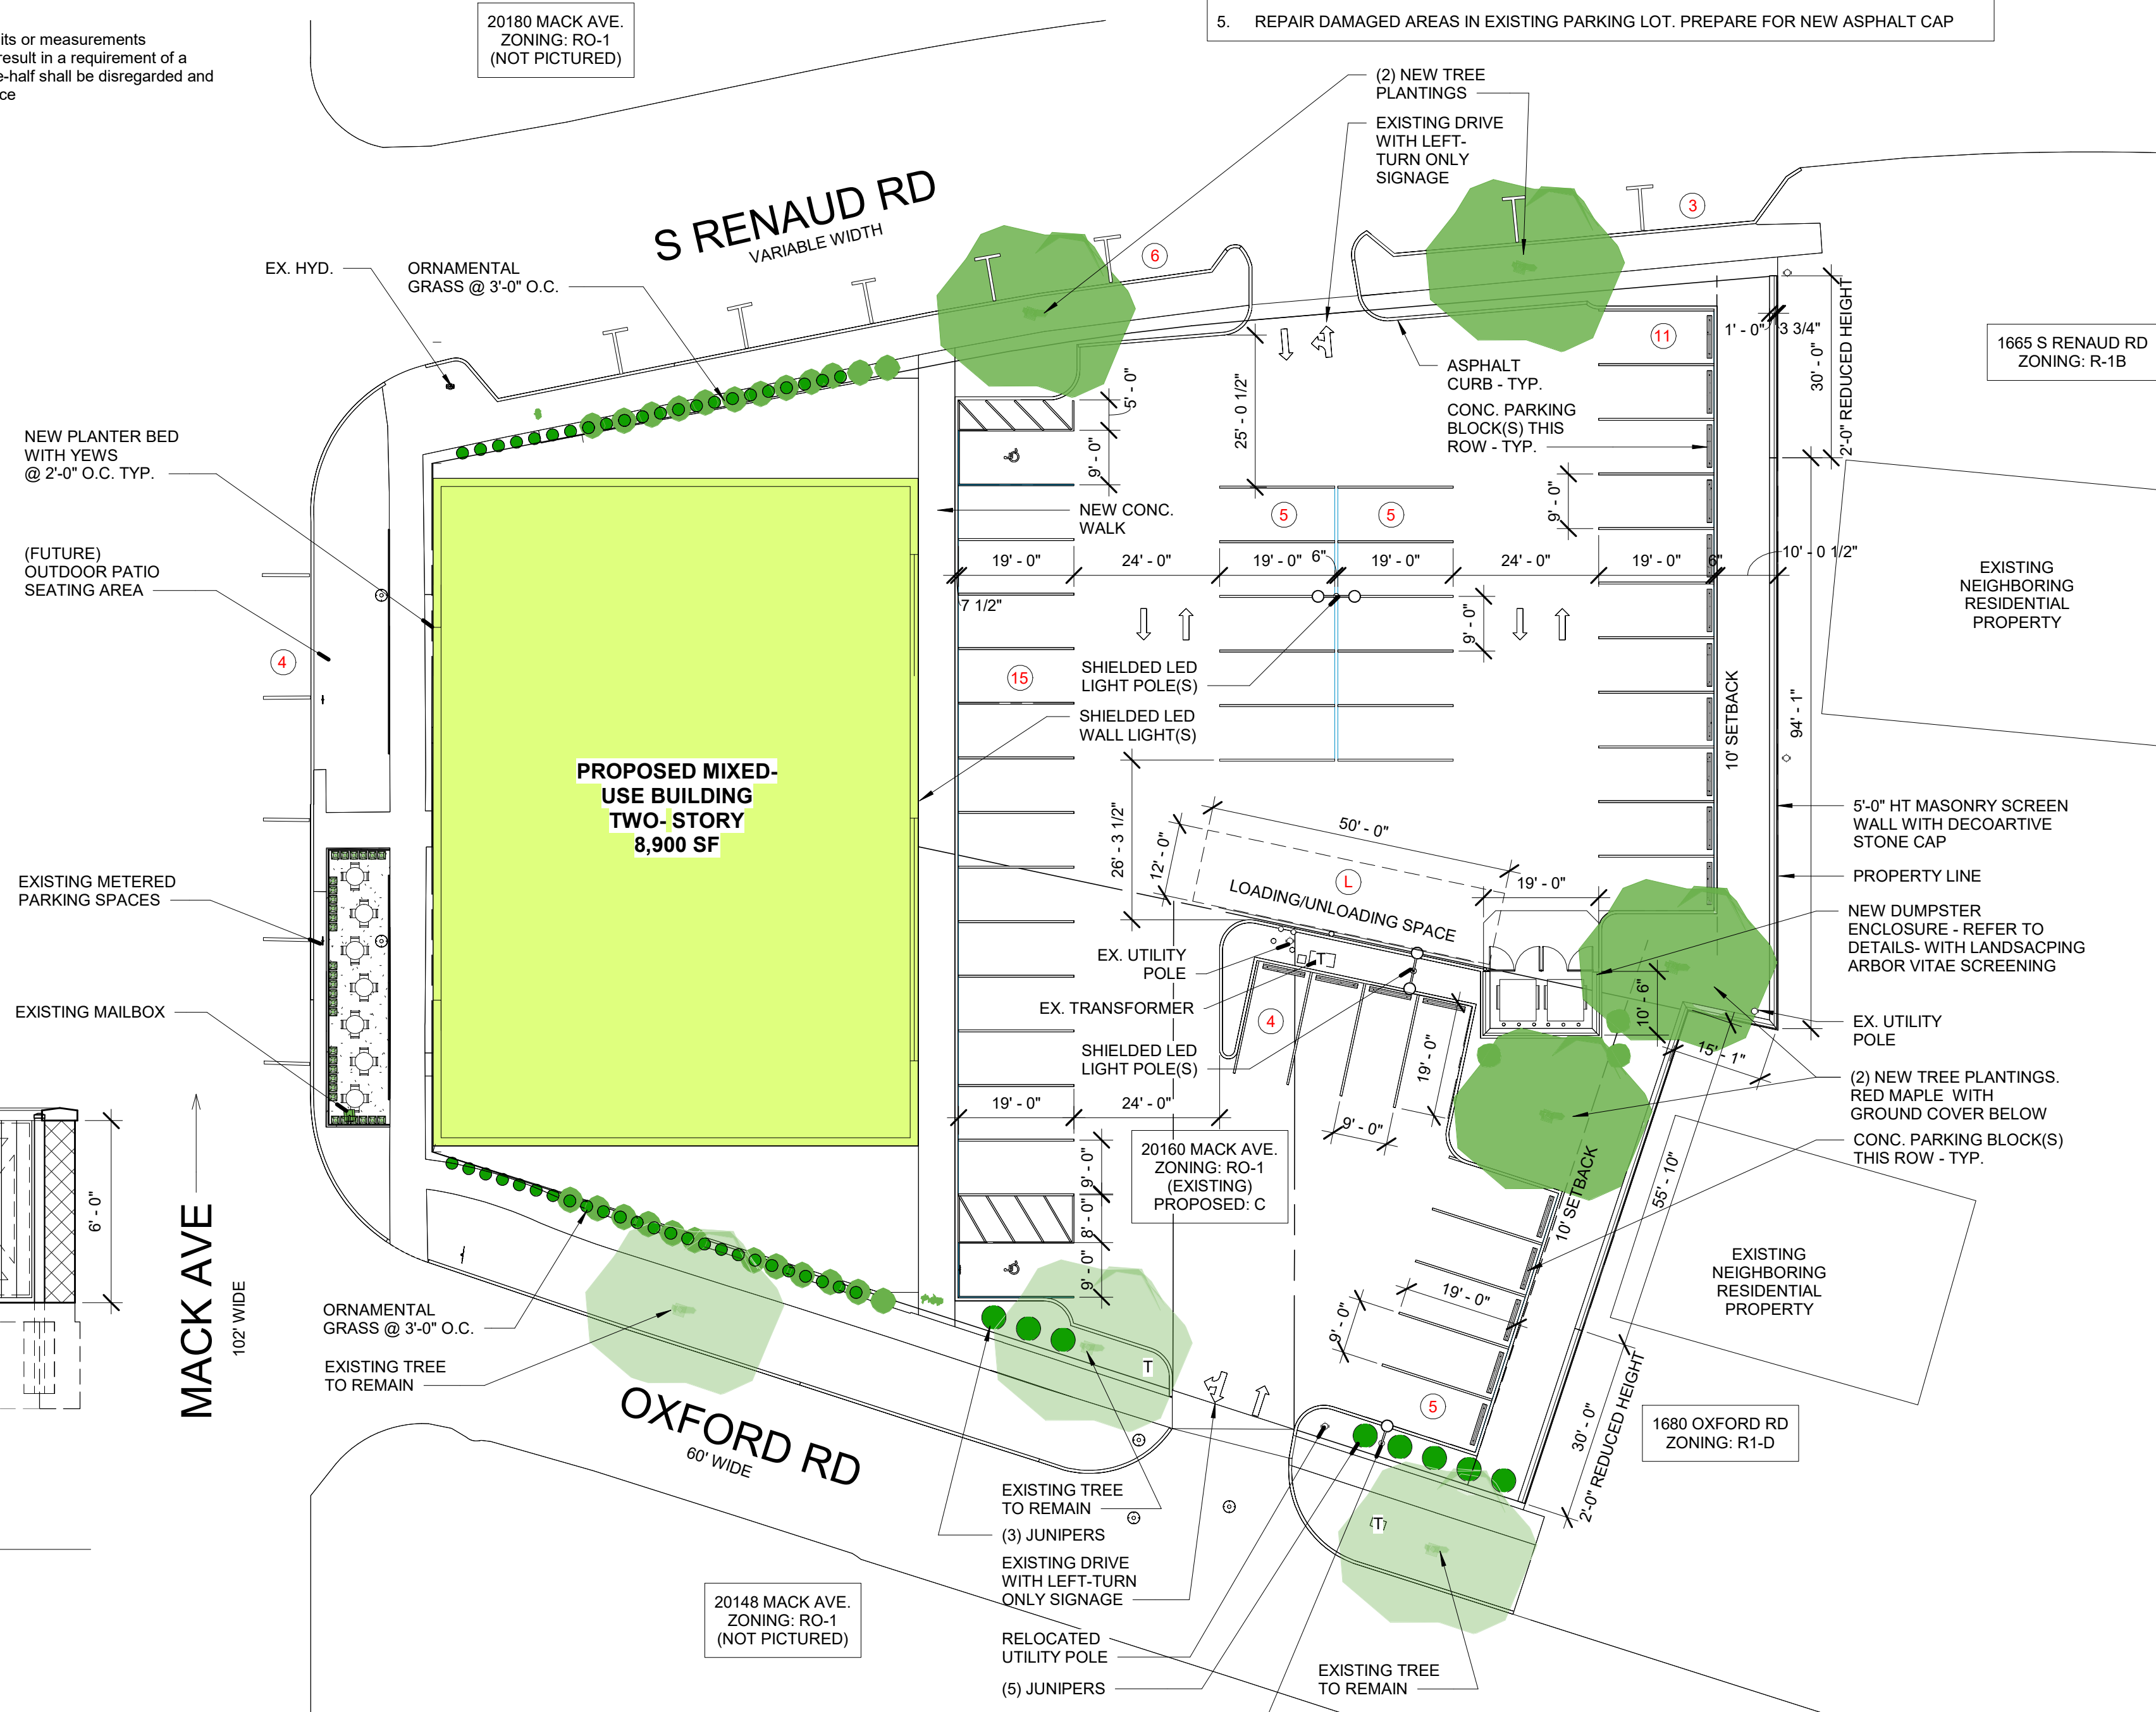 its or measurements
result in a requirement of a
e-half shall be disregarded and
ce
20180 MACK AVE.
ZONING: RO-1
(NOT PICTURED)
5. REPAIR DAMAGED AREAS IN EXISTING PARKING LOT. PREPARE FOR NEW ASPHALT CAP
(2) NEW TREE
PLANTINGS
EXISTING DRIVE
WITH LEFT-
TURN ONLY
SIGNAGE
S RENAUD RD
VARIABLE WIDTH
3
6
EX. HYD.
ORNAMENTAL
GRASS @ 3'-0" O.C.
11
1' - 0"
3 3/4"
30' - 0"
2'-0" REDUCED HEIGHT
1665 S RENAUD RD
ZONING: R-1B
ASPHALT
CURB - TYP.
CONC. PARKING
BLOCK(S) THIS
ROW - TYP.
5' - 0"
9' - 0"
25' - 0 1/2"
9' - 0"
NEW PLANTER BED
WITH YEWS
@ 2'-0" O.C. TYP.
NEW CONC.
WALK
5
5
(FUTURE)
OUTDOOR PATIO
SEATING AREA
19' - 0"
24' - 0"
19' - 0"
6"
19' - 0"
24' - 0"
19' - 0"
6"
10' - 0 1/2"
7 1/2"
9' - 0"
EXISTING
NEIGHBORING
RESIDENTIAL
PROPERTY
4
15
SHIELDED LED
LIGHT POLE(S)
SHIELDED LED
WALL LIGHT(S)
10' SETBACK
94' - 1"
PROPOSED MIXED-
USE BUILDING
TWO- STORY
8,900 SF
26' - 3 1/2"
12' - 0"
50' - 0"
L
LOADING/UNLOADING SPACE
19' - 0"
5'-0" HT MASONRY SCREEN
WALL WITH DECOARTIVE
STONE CAP
PROPERTY LINE
NEW DUMPSTER
ENCLOSURE - REFER TO
DETAILS- WITH LANDSACPING
ARBOR VITAE SCREENING
EXISTING METERED
PARKING SPACES
EX. UTILITY
POLE
T
EX. TRANSFORMER
4
10' - 6"
EXISTING MAILBOX
EX. UTILITY
POLE
SHIELDED LED
LIGHT POLE(S)
19' - 0"
15' - 1"
(2) NEW TREE PLANTINGS.
RED MAPLE WITH
GROUND COVER BELOW
19' - 0"
24' - 0"
9' - 0"
CONC. PARKING BLOCK(S)
THIS ROW - TYP.
20160 MACK AVE.
ZONING: RO-1
(EXISTING)
PROPOSED: C
9' - 0"
8' - 0"
9' - 0"
10' SETBACK
55' - 10"
6' - 0"
MACK AVE
102' WIDE
EXISTING
NEIGHBORING
RESIDENTIAL
PROPERTY
19' - 0"
9' - 0"
ORNAMENTAL
GRASS @ 3'-0" O.C.
EXISTING TREE
TO REMAIN
T
OXFORD RD
60' WIDE
5
30' - 0"
2'-0" REDUCED HEIGHT
1680 OXFORD RD
ZONING: R1-D
EXISTING TREE
TO REMAIN
T
(3) JUNIPERS
EXISTING DRIVE
WITH LEFT-TURN
ONLY SIGNAGE
20148 MACK AVE.
ZONING: RO-1
(NOT PICTURED)
RELOCATED
UTILITY POLE
(5) JUNIPERS
EXISTING TREE
TO REMAIN